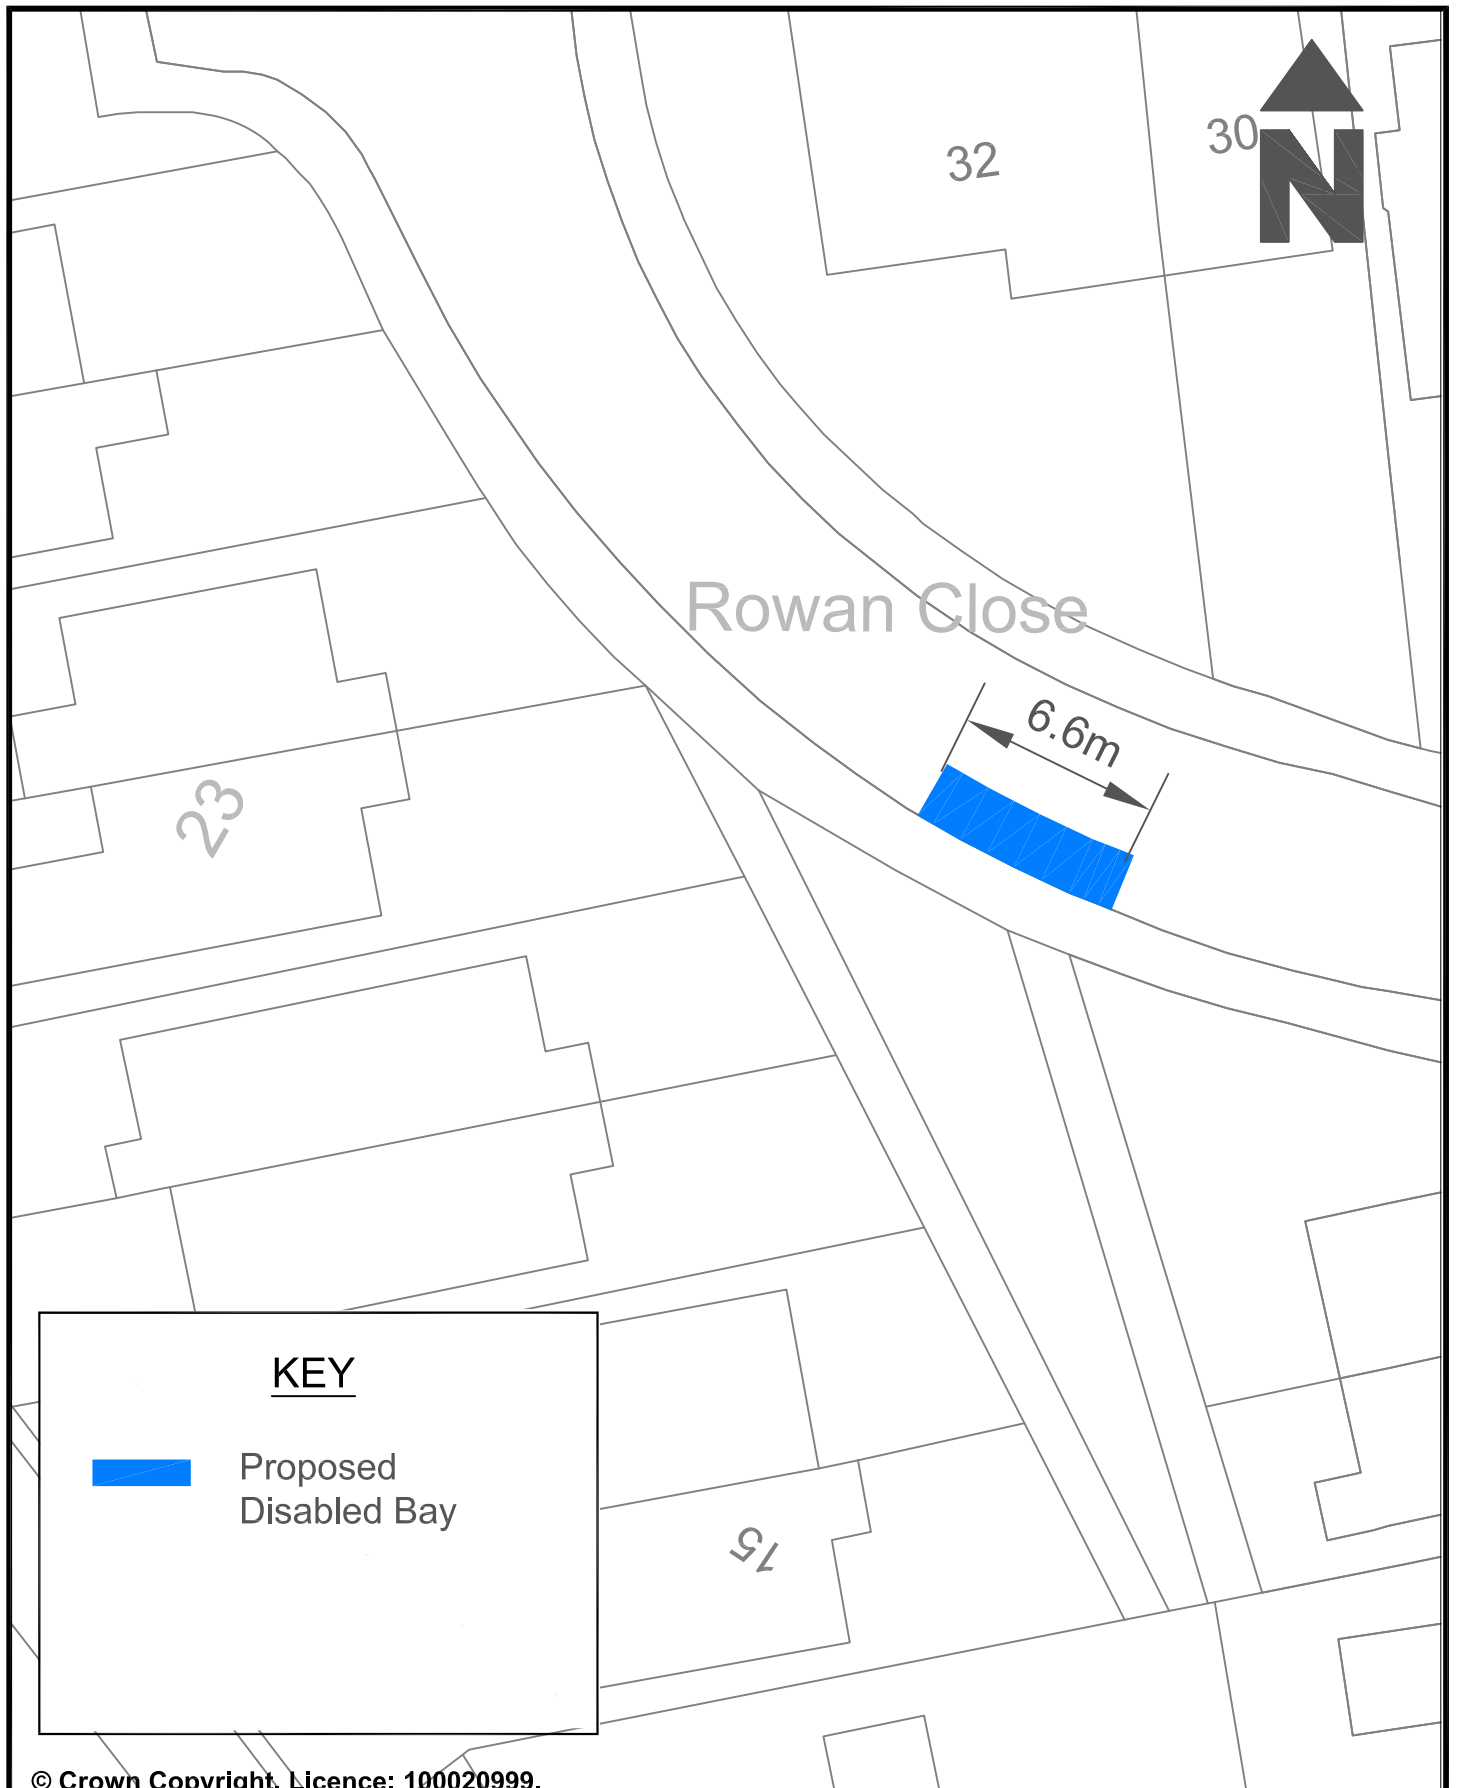 32
30
N
Rowan Close
6.6m
23
KEY
Proposed
Disabled Bay
15
© Crown Copyright. Licence: 100020999.